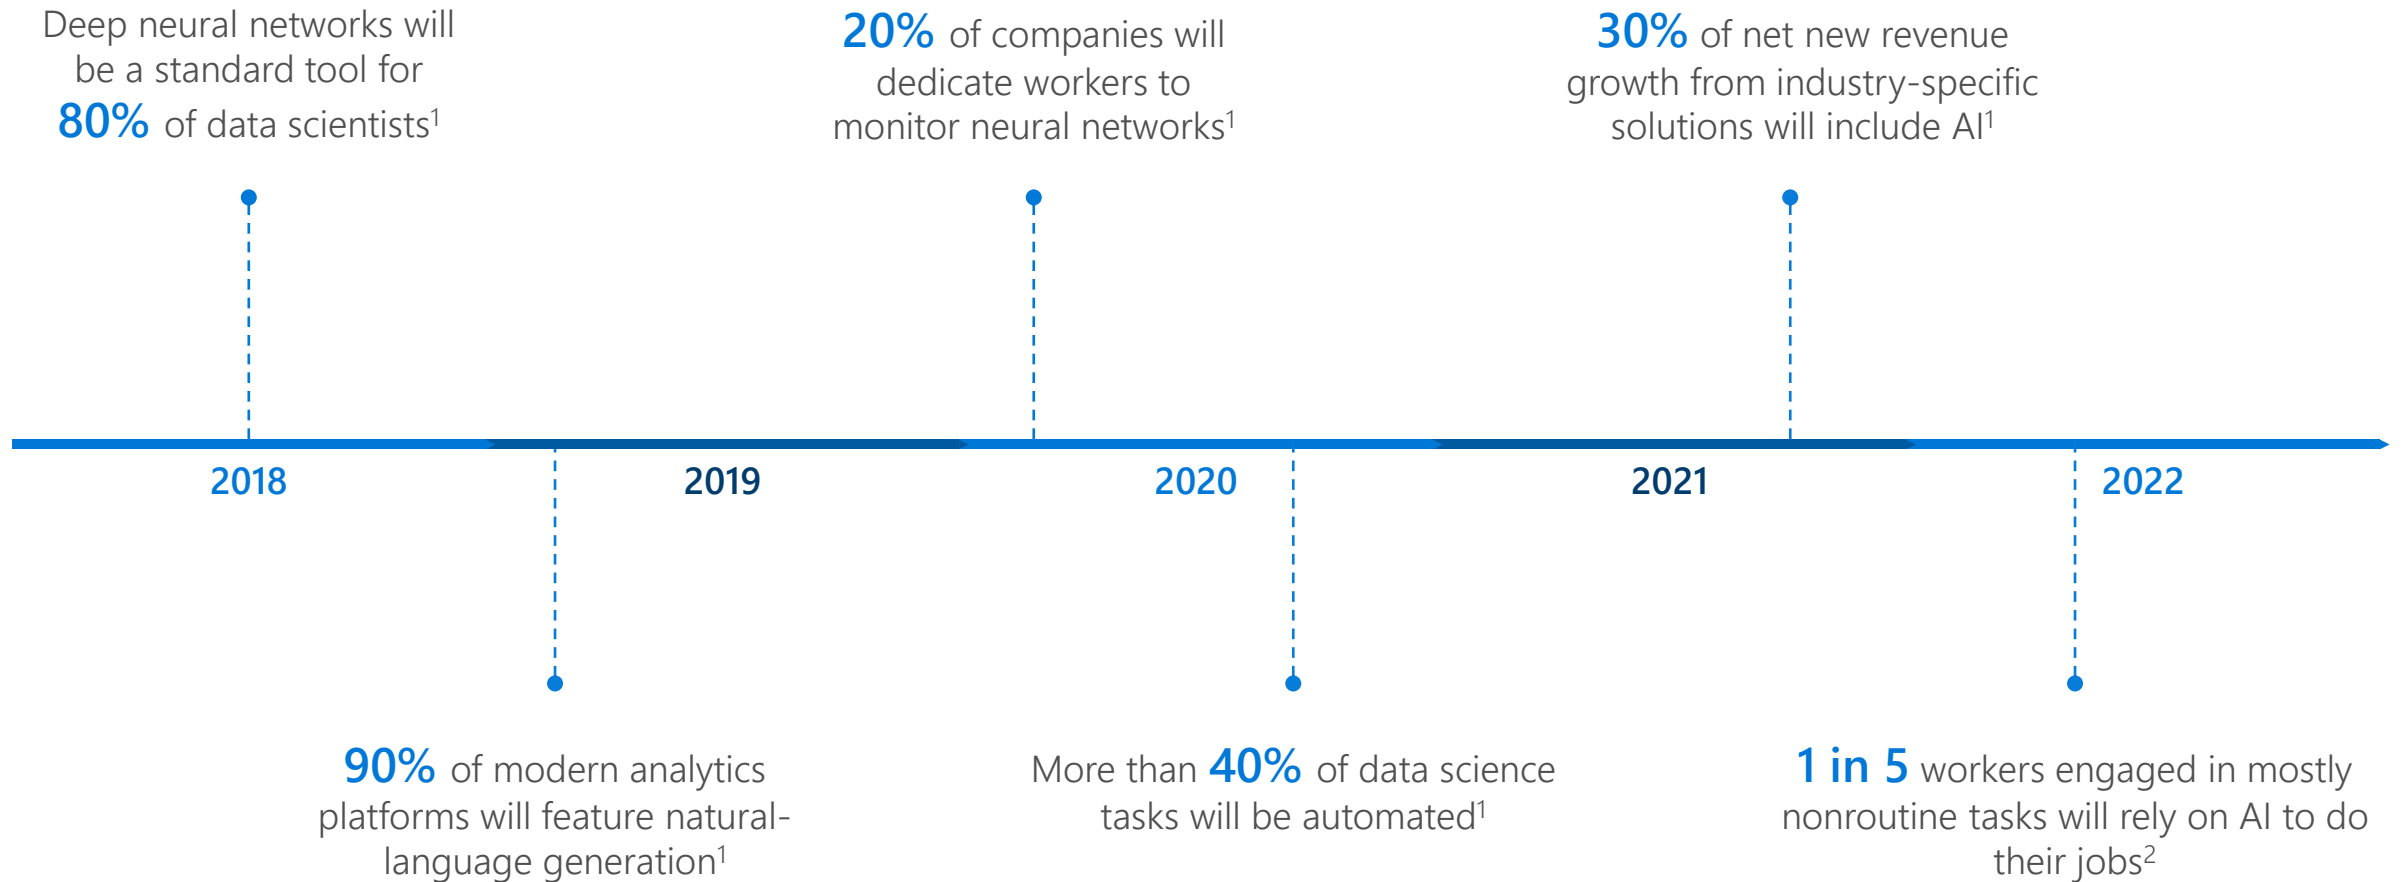 Deep neural networks will
be a standard tool for
80% of data scientists¹
20% of companies will
dedicate workers to
monitor neural networks¹
30% of net new revenue
growth from industry-specific
solutions will include AI¹
2018
2019
2020
2021
2022
90% of modern analytics
platforms will feature natural-
language generation¹
More than 40% of data science
tasks will be automated¹
1 in 5 workers engaged in mostly
nonroutine tasks will rely on AI to do
their jobs²